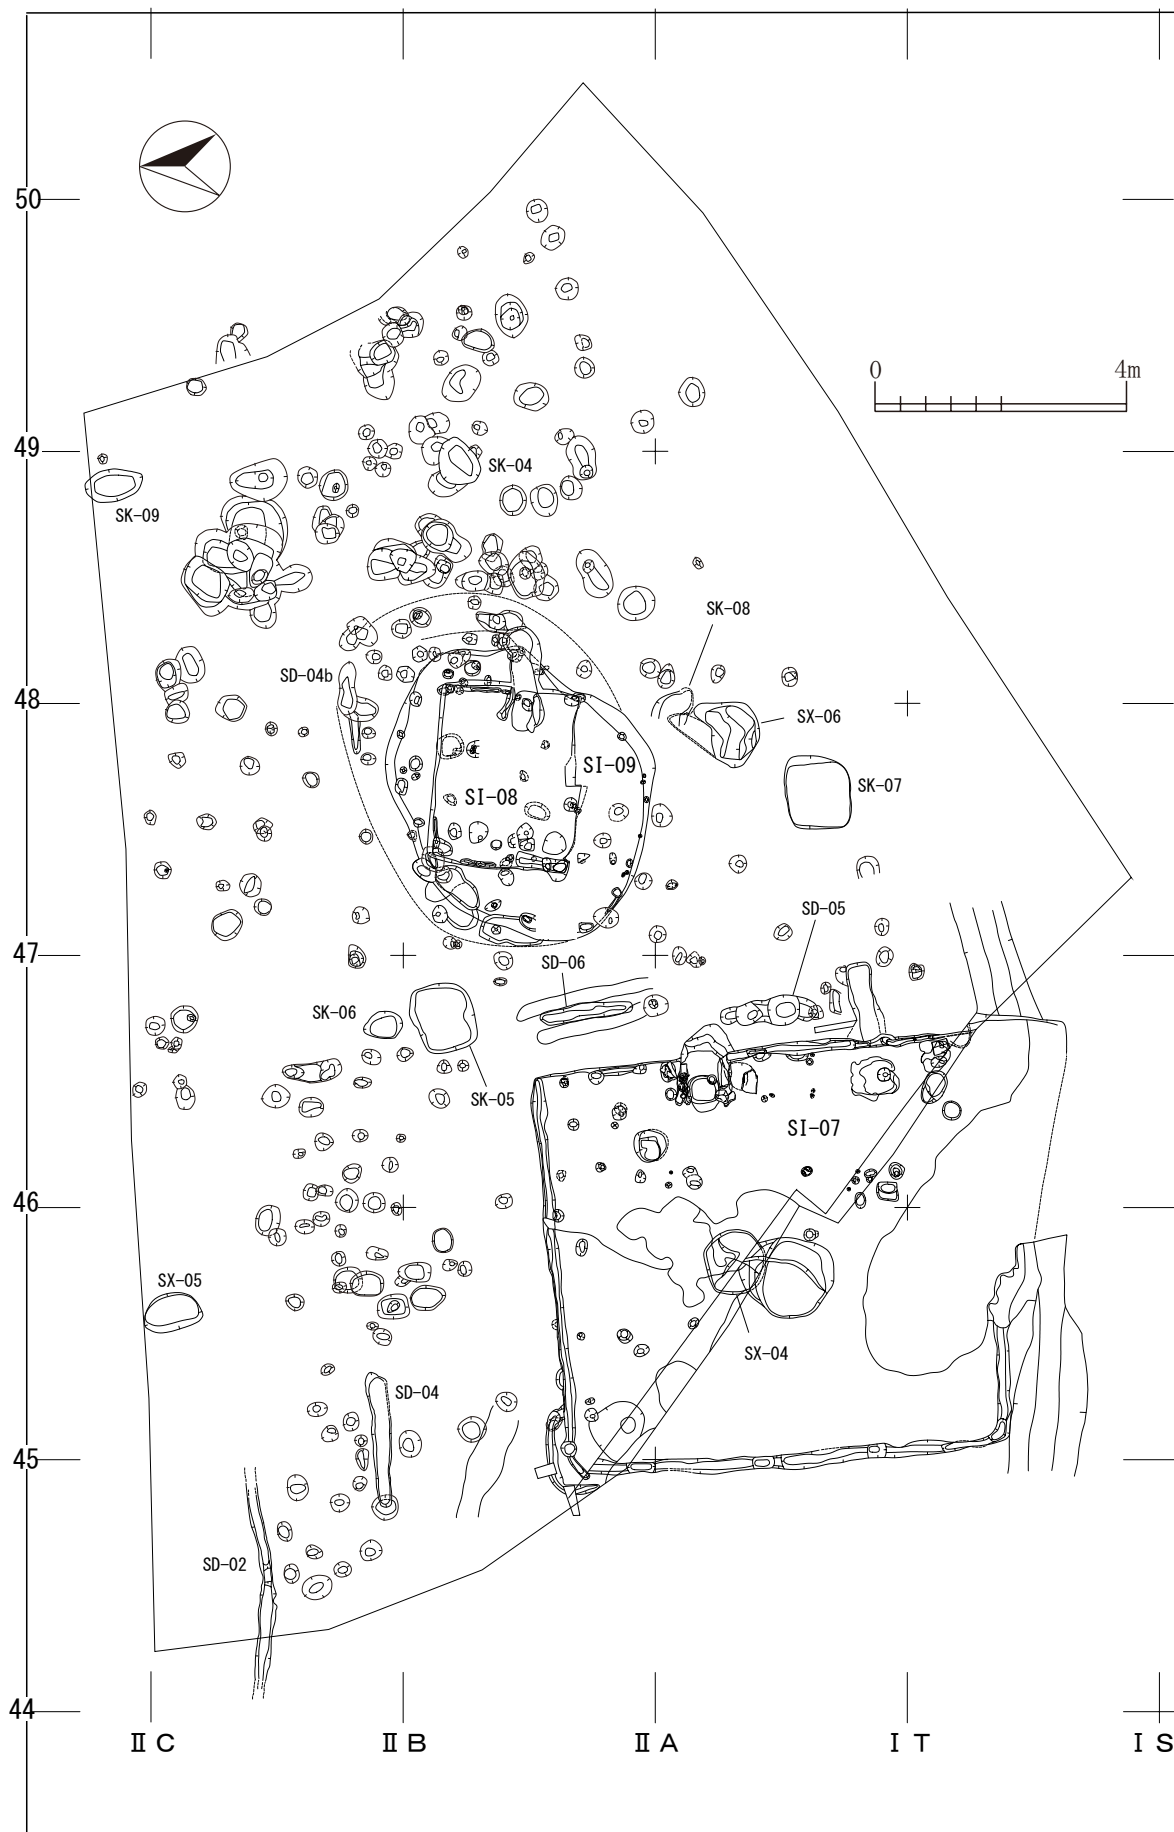 50
0 4m
49
SK-04
SK-09
SK-08
SD-04b
48
SX-06
SI-09
SK-07
SI-08
SD-05
47
SD-06
SK-06
SK-05
SI-07
46
SX-05
SX-04
SD-04
45
SD-02
44
ⅡC ⅡB ⅡA ⅠT ⅠS